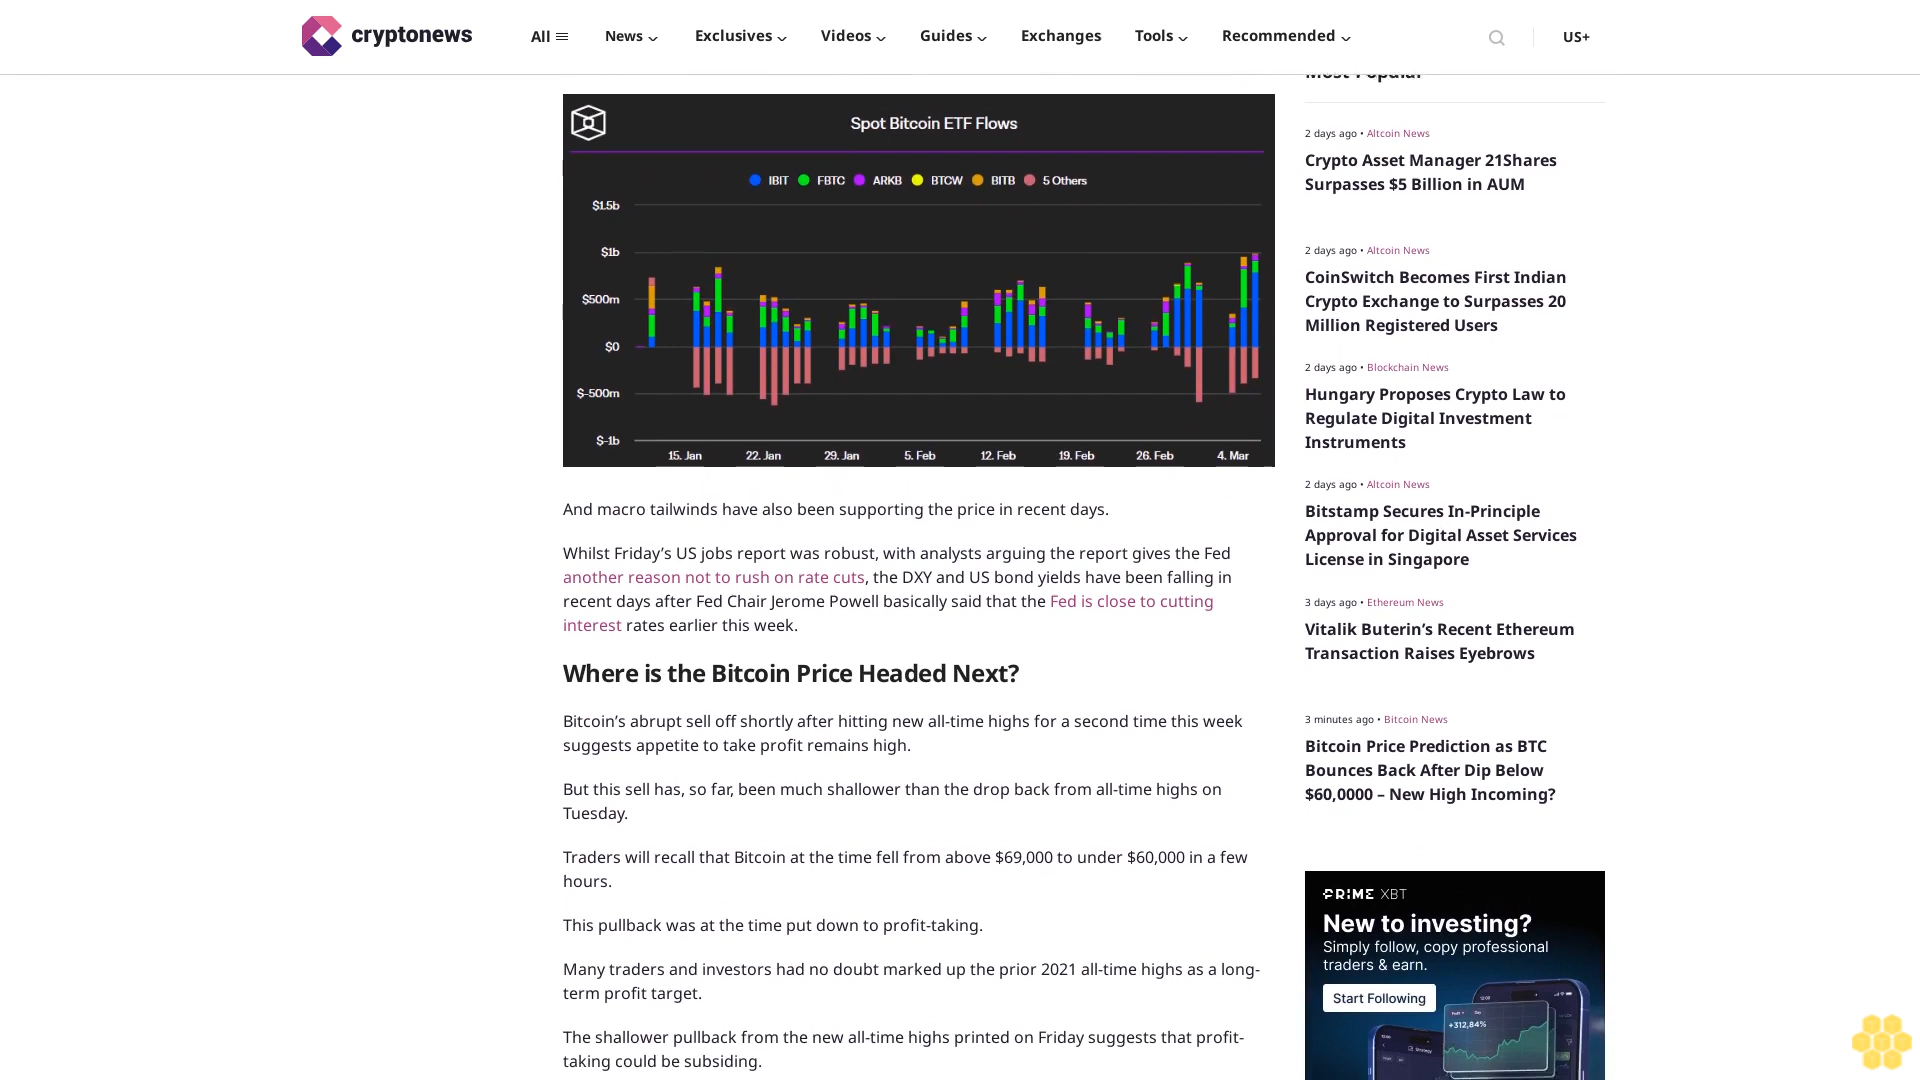 cryptonews
All
News
Exclusives
Videos
Guides
Exchanges
Tools
Recommended
US+
Spot Bitcoin ETF Flows
IBIT FBTC ARKB BTCW BITB 5 Others
$1.5b
$1b
$500m
$0
$-500m
$-1b
15. Jan 22. Jan 29. Jan 5. Feb 12. Feb 19. Feb 26. Feb 4. Mar
And macro tailwinds have also been supporting the price in recent days.
Whilst Friday’s US jobs report was robust, with analysts arguing the report gives the Fed
another reason not to rush on rate cuts, the DXY and US bond yields have been falling in
recent days after Fed Chair Jerome Powell basically said that the Fed is close to cutting
interest rates earlier this week.
Where is the Bitcoin Price Headed Next?
Bitcoin’s abrupt sell off shortly after hitting new all-time highs for a second time this week
suggests appetite to take profit remains high.
But this sell has, so far, been much shallower than the drop back from all-time highs on
Tuesday.
Traders will recall that Bitcoin at the time fell from above $69,000 to under $60,000 in a few
hours.
This pullback was at the time put down to profit-taking.
Many traders and investors had no doubt marked up the prior 2021 all-time highs as a long-
term profit target.
The shallower pullback from the new all-time highs printed on Friday suggests that profit-
taking could be subsiding.
Most Popular
2 days ago • Altcoin News
Crypto Asset Manager 21Shares
Surpasses $5 Billion in AUM
2 days ago • Altcoin News
CoinSwitch Becomes First Indian
Crypto Exchange to Surpasses 20
Million Registered Users
2 days ago • Blockchain News
Hungary Proposes Crypto Law to
Regulate Digital Investment
Instruments
2 days ago • Altcoin News
Bitstamp Secures In-Principle
Approval for Digital Asset Services
License in Singapore
3 days ago • Ethereum News
Vitalik Buterin’s Recent Ethereum
Transaction Raises Eyebrows
3 minutes ago • Bitcoin News
Bitcoin Price Prediction as BTC
Bounces Back After Dip Below
$60,0000 – New High Incoming?
PRIME XBT
New to investing?
Simply follow, copy professional
traders & earn.
Start Following
+312,84%